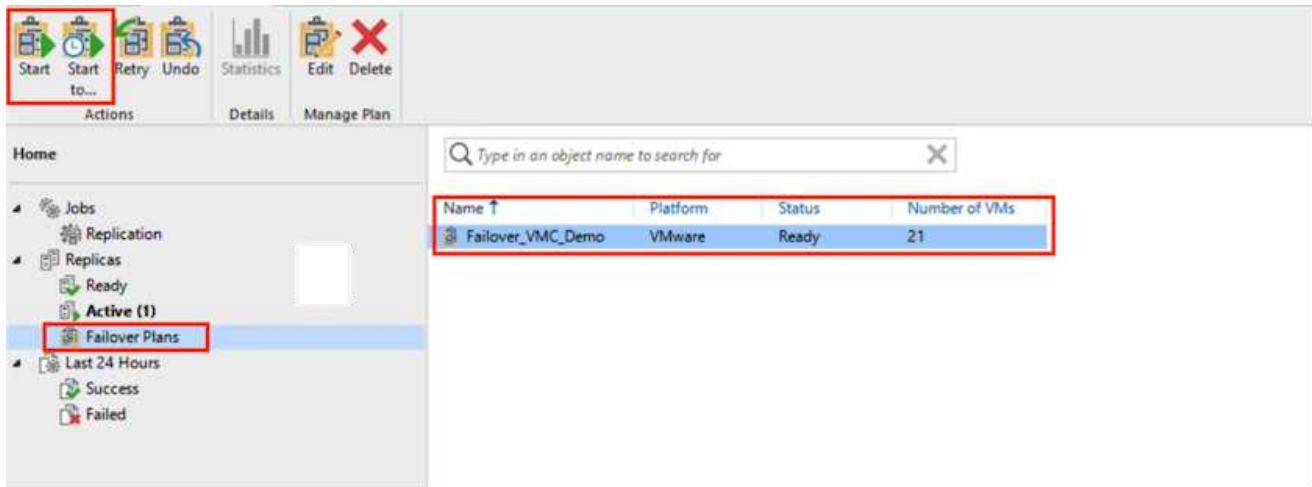 Start Start Retry Undo Statistics Edit Delete
to...
Actions Details Manage Plan
Home
Type in an object name to search for
Jobs
Replication
Replicas
Ready
Active (1)
Failover Plans
Last 24 Hours
Success
Failed
Name Platform Status Number of VMs
Failover_VMC_Demo VMware Ready 21